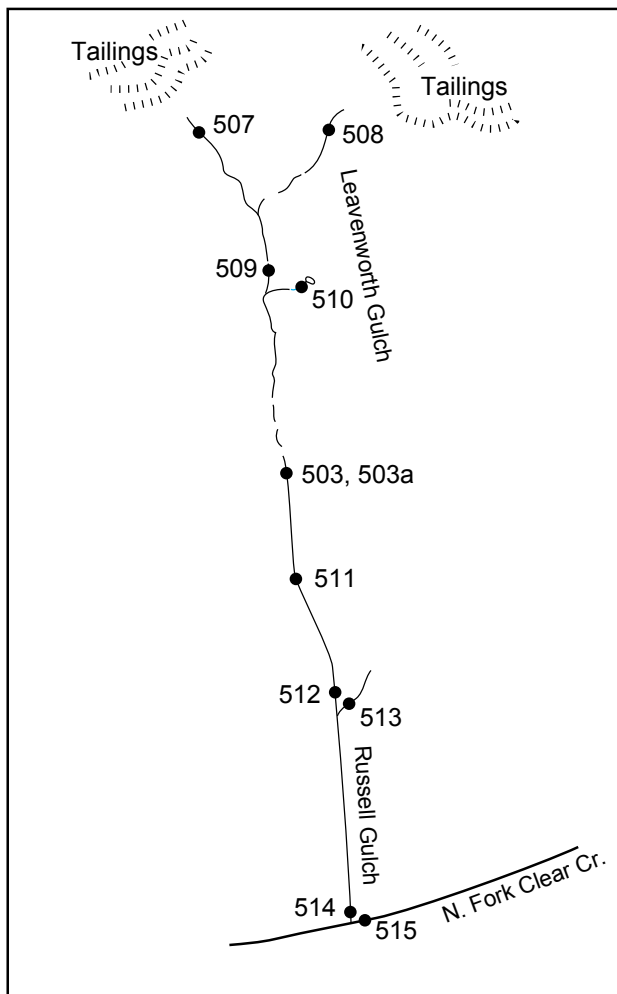 Tailings
Tailings
507
508
Leavenworth Gulch
509
510
503, 503a
511
512
513
Russell Gulch
514
515
N. Fork Clear Cr.